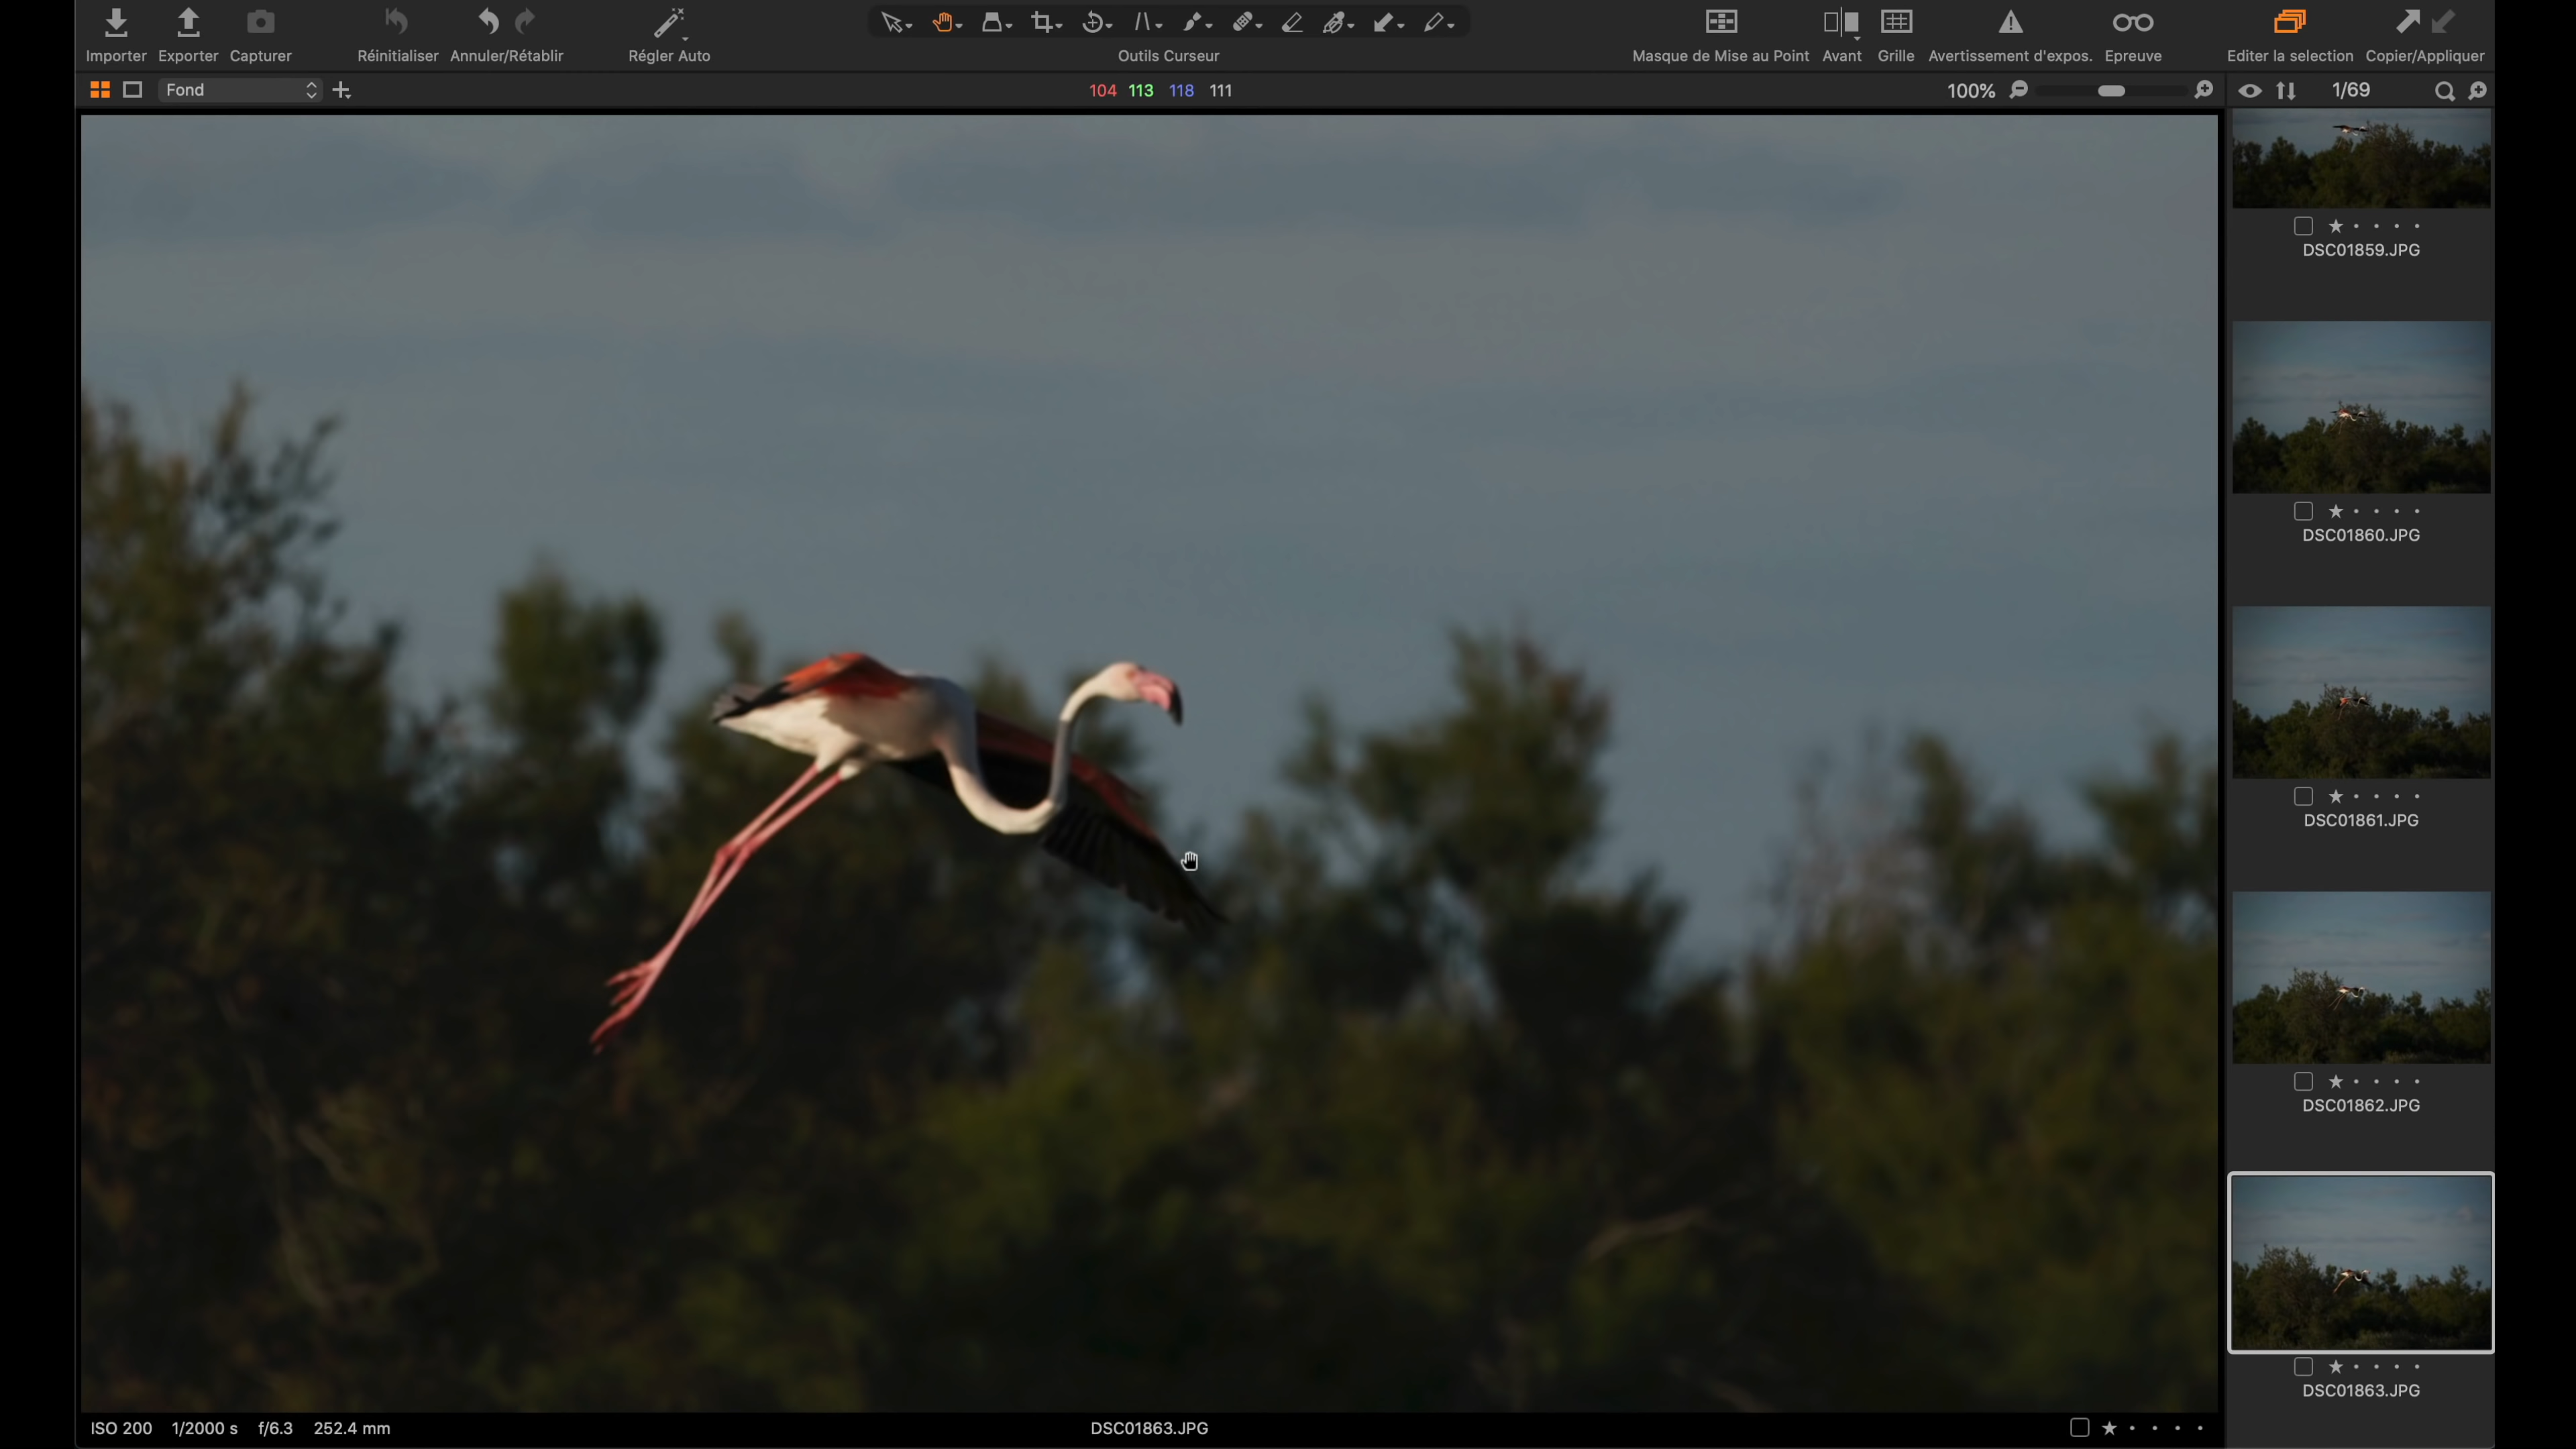 Importer Exporter Capturer Réinitialiser Annuler/Rétablir Régler Auto Outils Curseur Masque de Mise au Point Avant Grille Avertissement d'expos. Epreuve Editer la selection Copier/Appliquer
Fond 104 113 118 111 100% 1/69
DSC01859.JPG
DSC01860.JPG
DSC01861.JPG
DSC01862.JPG
DSC01863.JPG
ISO 200 1/2000 s f/6.3 252.4 mm DSC01863.JPG